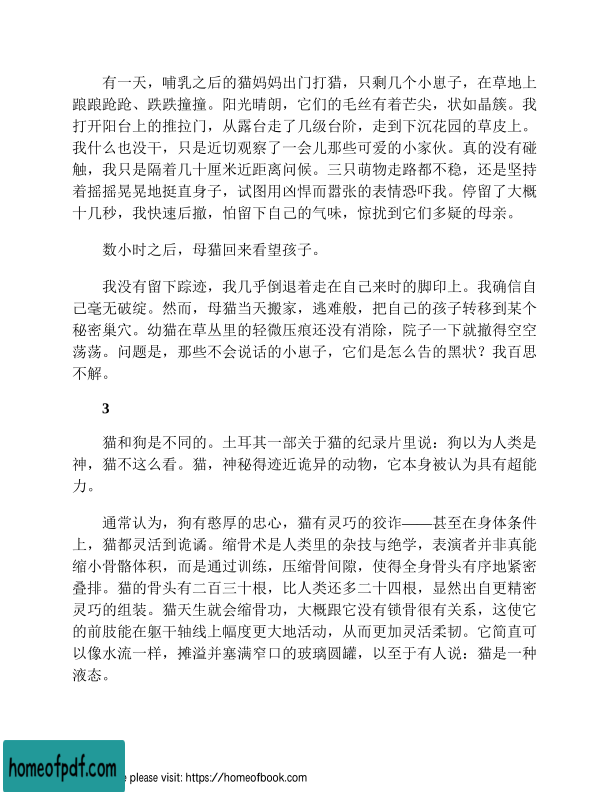 有一天，哺乳之后的猫妈妈出门打猎，只剩几个小崽子，在草地上
踉踉跄跄、跌跌撞撞。阳光晴朗，它们的毛丝有着芒尖，状如晶簇。我
打开阳台上的推拉门，从露台走了几级台阶，走到下沉花园的草皮上。
我什么也没干，只是近切观察了一会儿那些可爱的小家伙。真的没有碰
触，我只是隔着几十厘米近距离问候。三只萌物走路都不稳，还是坚持
着摇摇晃晃地挺直身子，试图用凶悍而嚣张的表情恐吓我。停留了大概
十几秒，我快速后撤，怕留下自己的气味，惊扰到它们多疑的母亲。
数小时之后，母猫回来看望孩子。
我没有留下踪迹，我几乎倒退着走在自己来时的脚印上。我确信自
己毫无破绽。然而，母猫当天搬家，逃难般，把自己的孩子转移到某个
秘密巢穴。幼猫在草丛里的轻微压痕还没有消除，院子一下就撤得空空
荡荡。问题是，那些不会说话的小崽子，它们是怎么告的黑状？我百思
不解。
3
猫和狗是不同的。土耳其一部关于猫的纪录片里说：狗以为人类是
神，猫不这么看。猫，神秘得迹近诡异的动物，它本身被认为具有超能
力。
通常认为，狗有憨厚的忠心，猫有灵巧的狡诈——甚至在身体条件
上，猫都灵活到诡谲。缩骨术是人类里的杂技与绝学，表演者并非真能
缩小骨骼体积，而是通过训练，压缩骨间隙，使得全身骨头有序地紧密
叠排。猫的骨头有二百三十根，比人类还多二十四根，显然出自更精密
灵巧的组装。猫天生就会缩骨功，大概跟它没有锁骨很有关系，这使它
的前肢能在躯干轴线上幅度更大地活动，从而更加灵活柔韧。它简直可
以像水流一样，摊溢并塞满窄口的玻璃圆罐，以至于有人说：猫是一种
液态。
homeofpdf.com
please visit: https://homeofbook.com